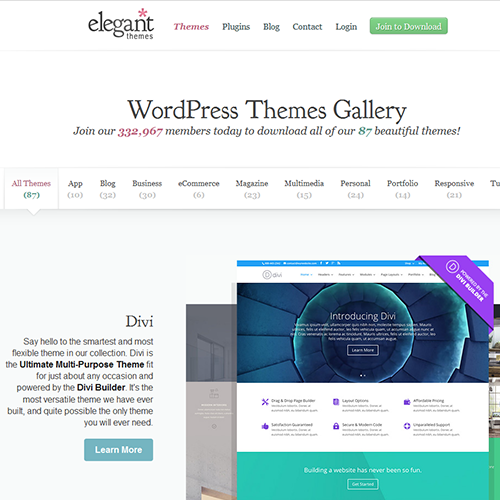 elegant
themes
Themes
Plugins
Blog
Contact
Login
Join to Download
WordPress Themes Gallery
Join our 332,967 members today to download all of our 87 beautiful themes!
All Themes
(87)
App
(10)
Blog
(32)
Business
(30)
eCommerce
(6)
Magazine
(23)
Multimedia
(15)
Personal
(24)
Portfolio
(14)
Responsive
(21)
Tu
Divi
Say hello to the smartest and most
flexible theme in our collection. Divi is
the Ultimate Multi-Purpose Theme fit
for just about any occasion and
powered by the Divi Builder. It's the
most versatile theme we have ever
built, and quite possible the only theme
you will ever need.
Learn More
POWERED BY THE
DIVI BUILDER
divi
Introducing Divi
Learn More
Drag & Drop Page Builder
Layout Options
Affordable Pricing
Satisfaction Guaranteed
Secure & Modern Code
Unparalleled Support
Building a website has never been so fun.
Get Started